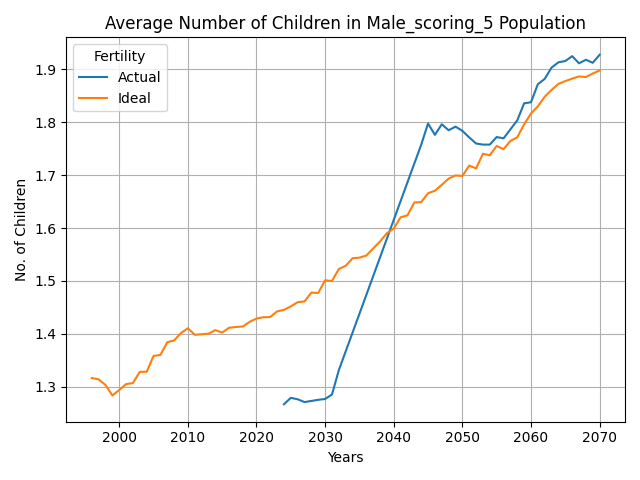 Average Number of Children in Male_scoring_5 Population
Fertility
Actual
Ideal
No. of Children
1.9
1.8
1.7
1.6
1.5
1.4
1.3
2000 2010 2020 2030 2040 2050 2060 2070
Years